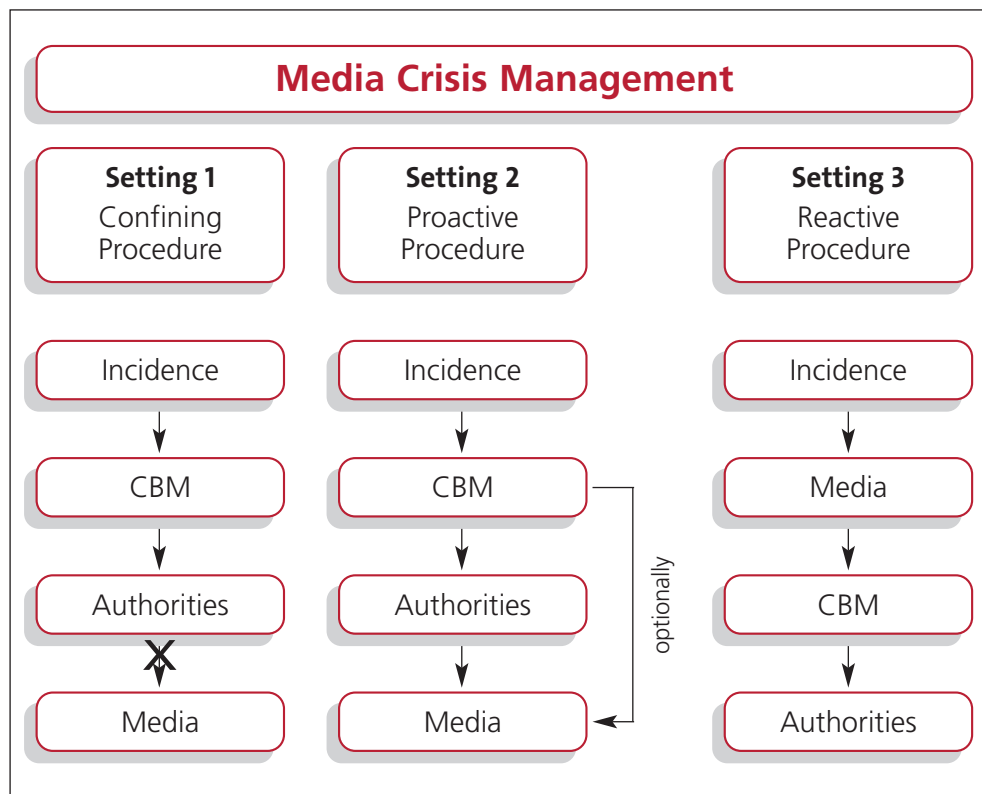 Media Crisis Management
Setting 1
Confining
Procedure
Setting 2
Proactive
Procedure
Setting 3
Reactive
Procedure
Incidence
CBM
Authorities
X
Media
Incidence
CBM
Authorities
Media
optionally
Incidence
Media
CBM
Authorities